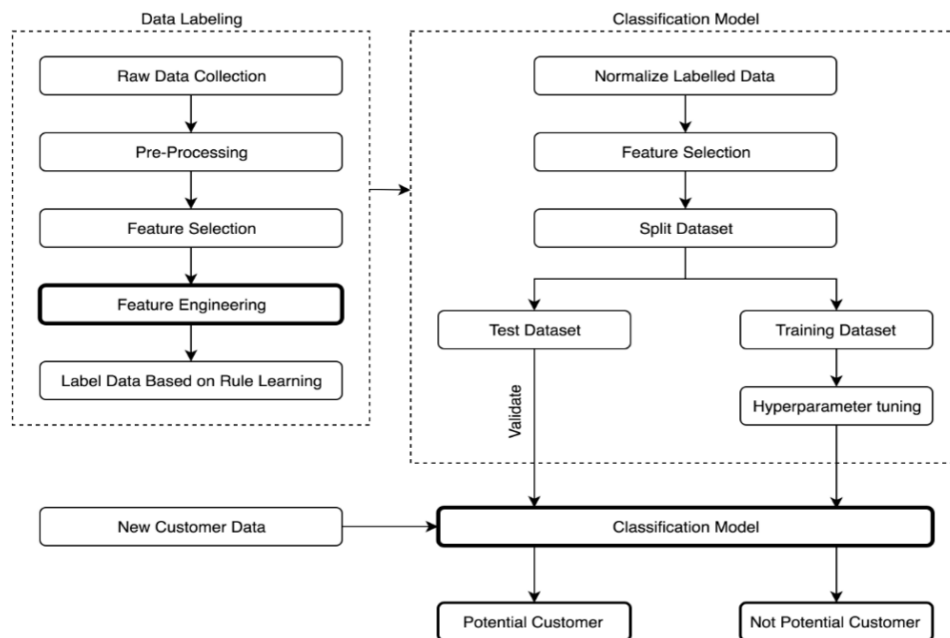 Data Labeling
Raw Data Collection
Pre-Processing
Feature Selection
Feature Engineering
Label Data Based on Rule Learning
Classification Model
Normalize Labelled Data
Feature Selection
Split Dataset
Test Dataset
Training Dataset
Validate
Hyperparameter tuning
New Customer Data
Classification Model
Potential Customer
Not Potential Customer